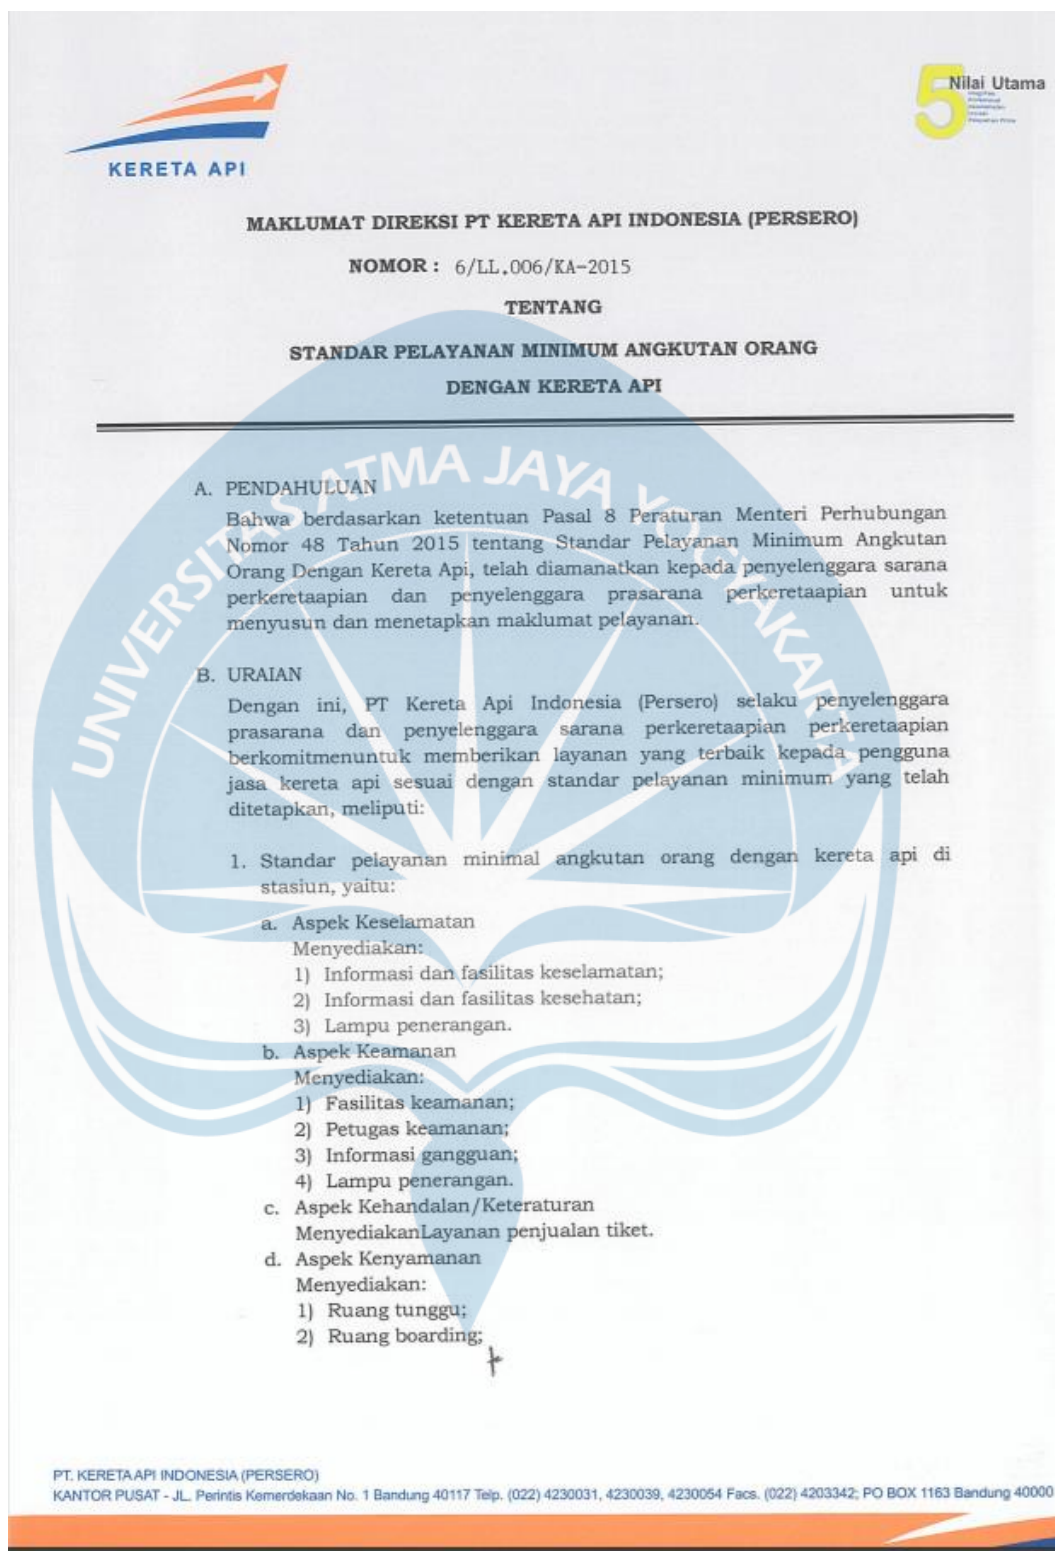 KERETA API
5 Nilai Utama
MAKLUMAT DIREKSI PT KERETA API INDONESIA (PERSERO)
NOMOR : 6/LL.006/KA-2015
TENTANG
STANDAR PELAYANAN MINIMUM ANGKUTAN ORANG
DENGAN KERETA API
UNIVERSITAS ATMA JAYA YOGYAKARTA
A. PENDAHULUAN
Bahwa berdasarkan ketentuan Pasal 8 Peraturan Menteri Perhubungan
Nomor 48 Tahun 2015 tentang Standar Pelayanan Minimum Angkutan
Orang Dengan Kereta Api, telah diamanatkan kepada penyelenggara sarana
perkeretaapian dan penyelenggara prasarana perkeretaapian untuk
menyusun dan menetapkan maklumat pelayanan.
B. URAIAN
Dengan ini, PT Kereta Api Indonesia (Persero) selaku penyelenggara
prasarana dan penyelenggara sarana perkeretaapian perkeretaapian
berkomitmenuntuk memberikan layanan yang terbaik kepada pengguna
jasa kereta api sesuai dengan standar pelayanan minimum yang telah
ditetapkan, meliputi:
1. Standar pelayanan minimal angkutan orang dengan kereta api di
stasiun, yaitu:
a. Aspek Keselamatan
Menyediakan:
1) Informasi dan fasilitas keselamatan;
2) Informasi dan fasilitas kesehatan;
3) Lampu penerangan.
b. Aspek Keamanan
Menyediakan:
1) Fasilitas keamanan;
2) Petugas keamanan;
3) Informasi gangguan;
4) Lampu penerangan.
c. Aspek Kehandalan/Keteraturan
MenyediakanLayanan penjualan tiket.
d. Aspek Kenyamanan
Menyediakan:
1) Ruang tunggu;
2) Ruang boarding;
PT. KERETA API INDONESIA (PERSERO)
KANTOR PUSAT - JL. Perintis Kemerdekaan No. 1 Bandung 40117 Telp. (022) 4230031, 4230039, 4230054 Facs. (022) 4203342; PO BOX 1163 Bandung 40000